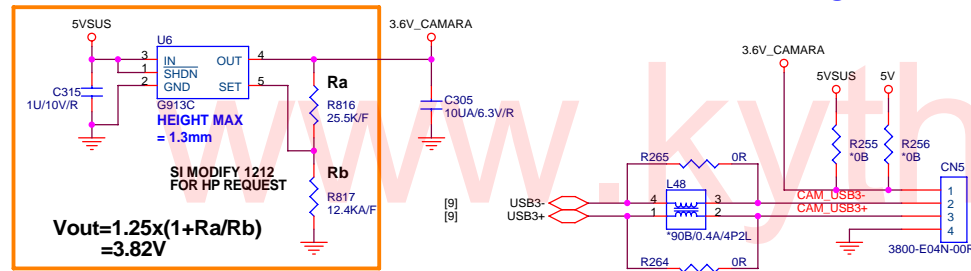 5VSUS
3.6V_CAMARA
U6
3 IN OUT 4
1 SHDN
2 GND SET 5
G913C
HEIGHT MAX
= 1.3mm
C315
1U/10V/R
Ra
R816
25.5K/F
C305
10UA/6.3V/R
SI MODIFY 1212
FOR HP REQUEST
Rb
R817
12.4KA/F
Vout=1.25x(1+Ra/Rb)
=3.82V
3.6V_CAMARA
5VSUS 5V
R255
*0B
R256
*0B
CN5
R265 0R
L48
[9] USB3- 4 3 CAM_USB3- 1
[9] USB3+ 1 2 CAM_USB3+ 2
3
4
*90B/0.4A/4P2L
3800-E04N-00R
R264 0R
www.kyth